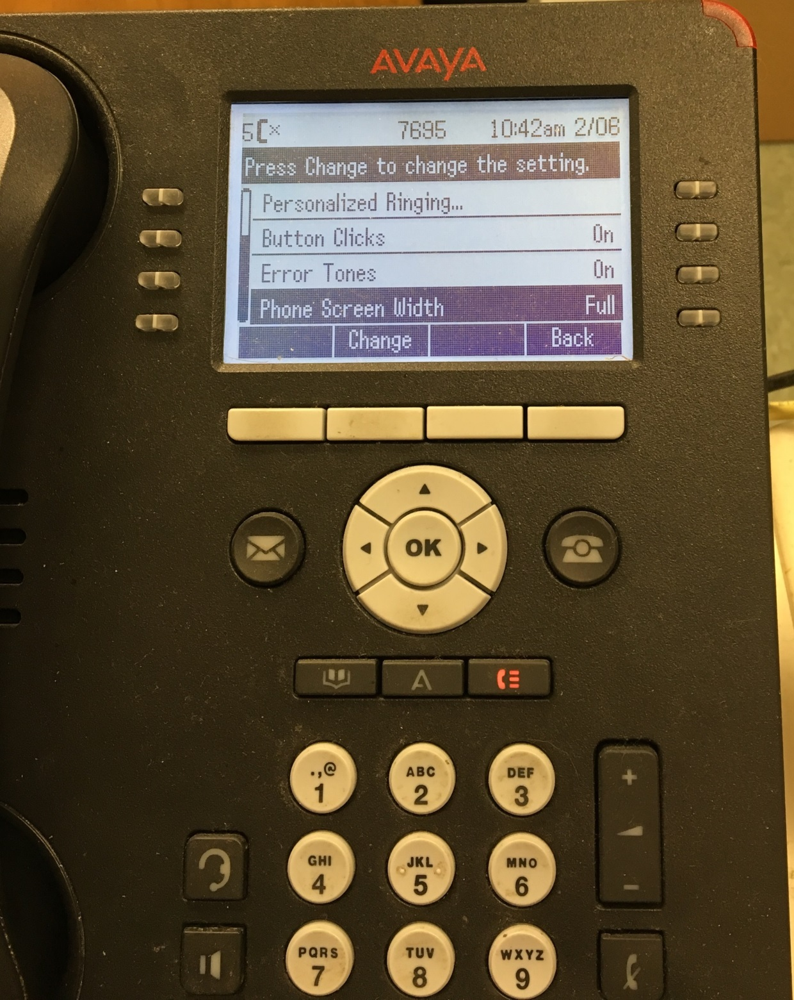 AVAYA
5 7695 10:42am 2/06
Press Change to change the setting.
Personalized Ringing...
Button Clicks On
Error Tones On
Phone Screen Width Full
Change Back
OK
A
.,@ ABC DEF
1 2 3
+
GHI JKL MNO
4 5 6
-
PQRS TUV WXYZ
7 8 9